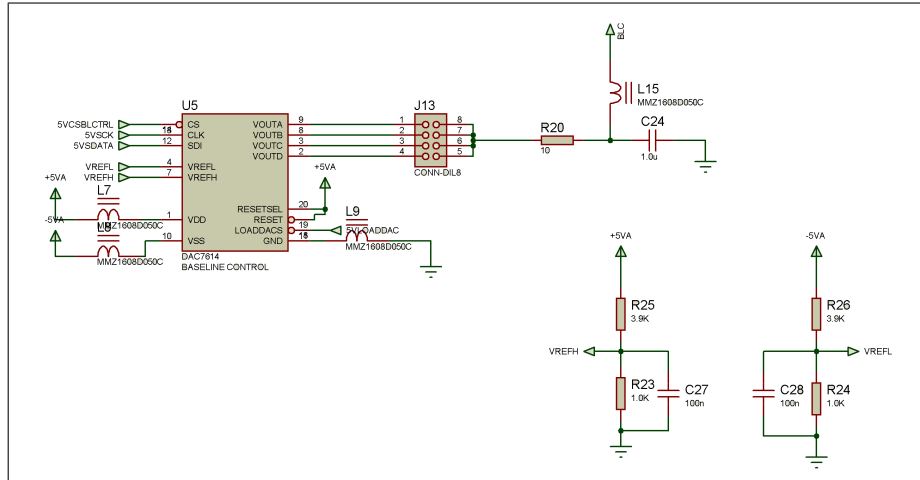 BLC
L15
MMZ1608D050C
U5
J13
5VCSBLCTRL
CS
VOUTA
9
1
8
5VSCK
CLK
VOUTB
8
2
7
R20
C24
5VSDATA
12
SDI
VOUTC
3
3
6
VOUTD
2
4
5
10
1.0u
VREFL
4
VREFL
CONN-DIL8
VREFH
7
VREFH
+5VA
+5VA
L7
RESETSEL
20
L9
-5VA
MMZ1608D050C
1
VDD
RESET
LOADDACS
19
5VLOADDAC
10
VSS
GND
MMZ1608D050C
MMZ1608D050C
DAC7614
BASELINE CONTROL
+5VA
-5VA
R25
3.9K
R26
3.9K
VREFH
VREFL
R23
1.0K
C27
100n
C28
100n
R24
1.0K